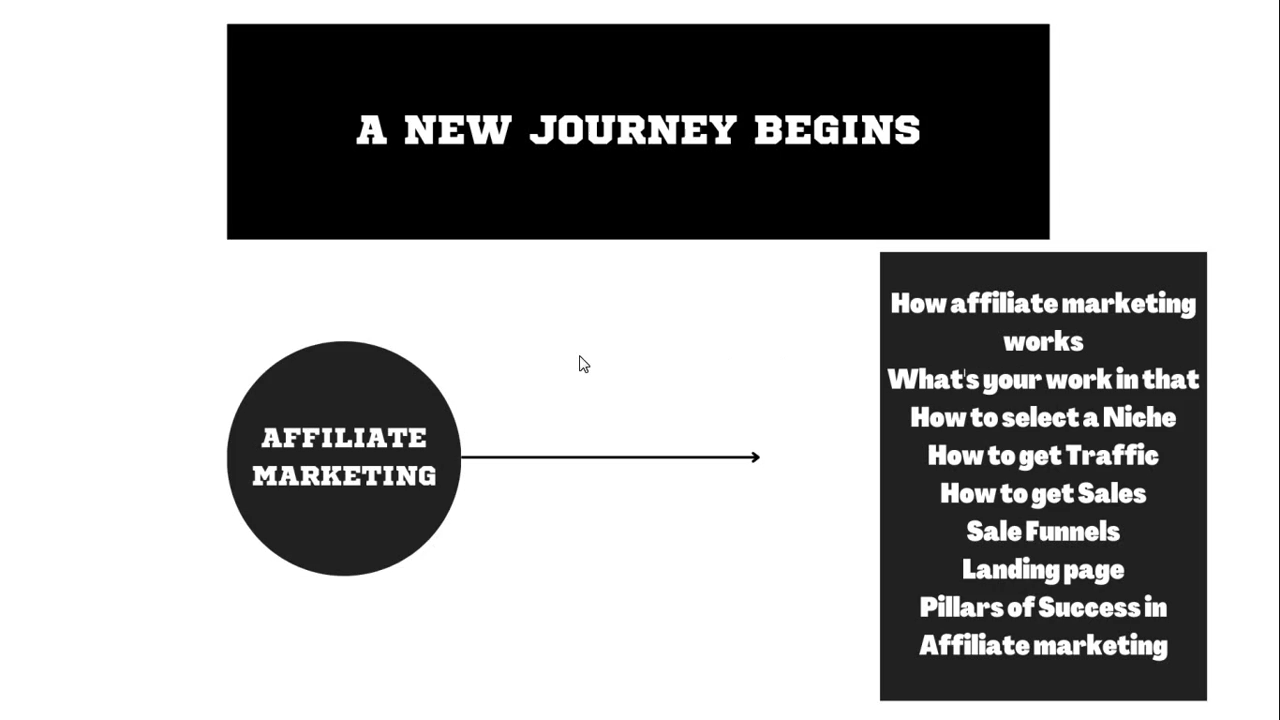 A NEW JOURNEY BEGINS
AFFILIATE
MARKETING
How affiliate marketing
works
What's your work in that
How to select a Niche
How to get Traffic
How to get Sales
Sale Funnels
Landing page
Pillars of Success in
Affiliate marketing